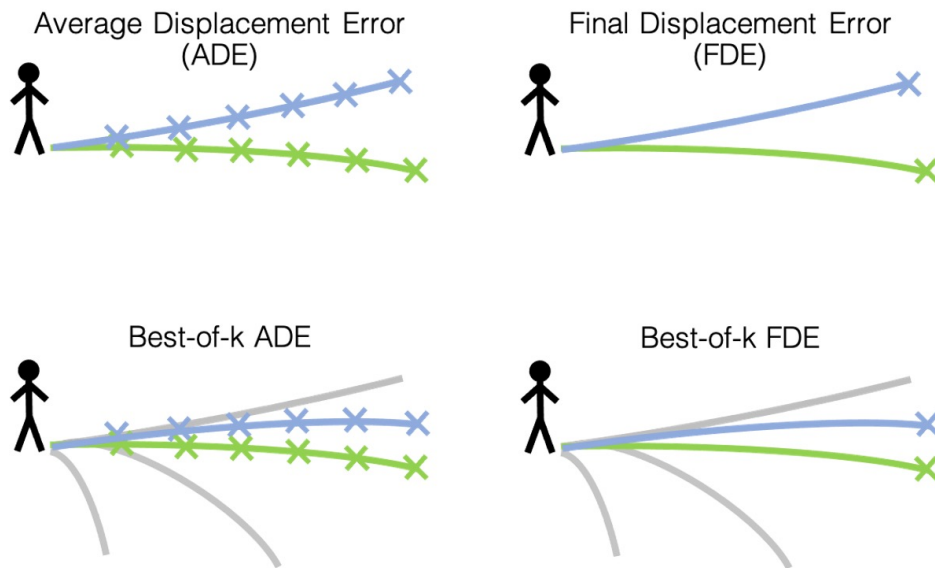 Average Displacement Error
(ADE)
Final Displacement Error
(FDE)
Best-of-k ADE
Best-of-k FDE